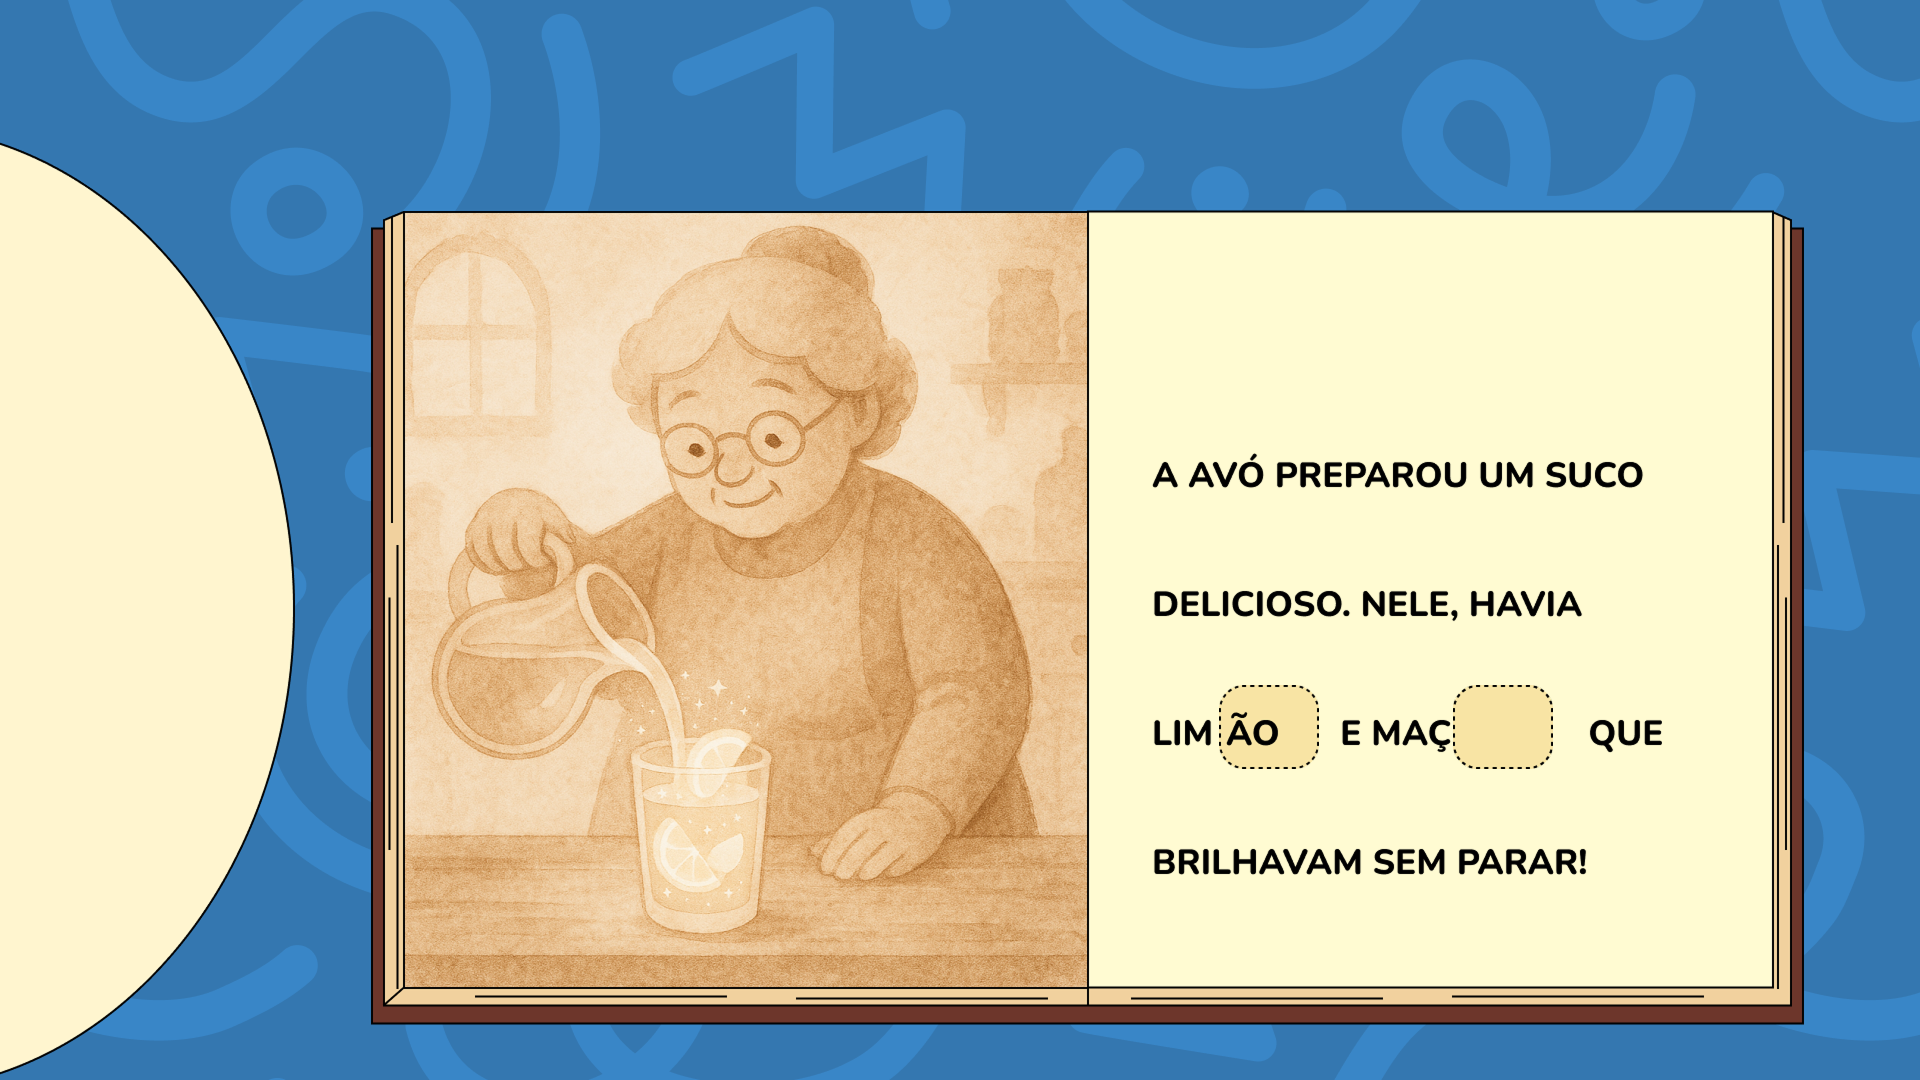 A AVÓ PREPAROU UM SUCO
DELICIOSO. NELE, HAVIA
LIM ÃO E MAÇ QUE
BRILHAVAM SEM PARAR!